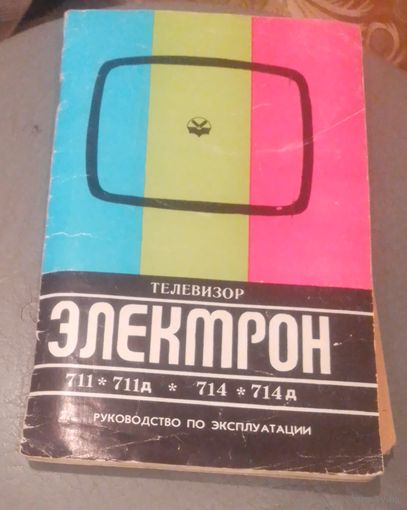 ТЕЛЕВИЗОР
ЭЛЕКТРОН
711 * 711д * 714 * 714д
РУКОВОДСТВО ПО ЭКСПЛУАТАЦИИ